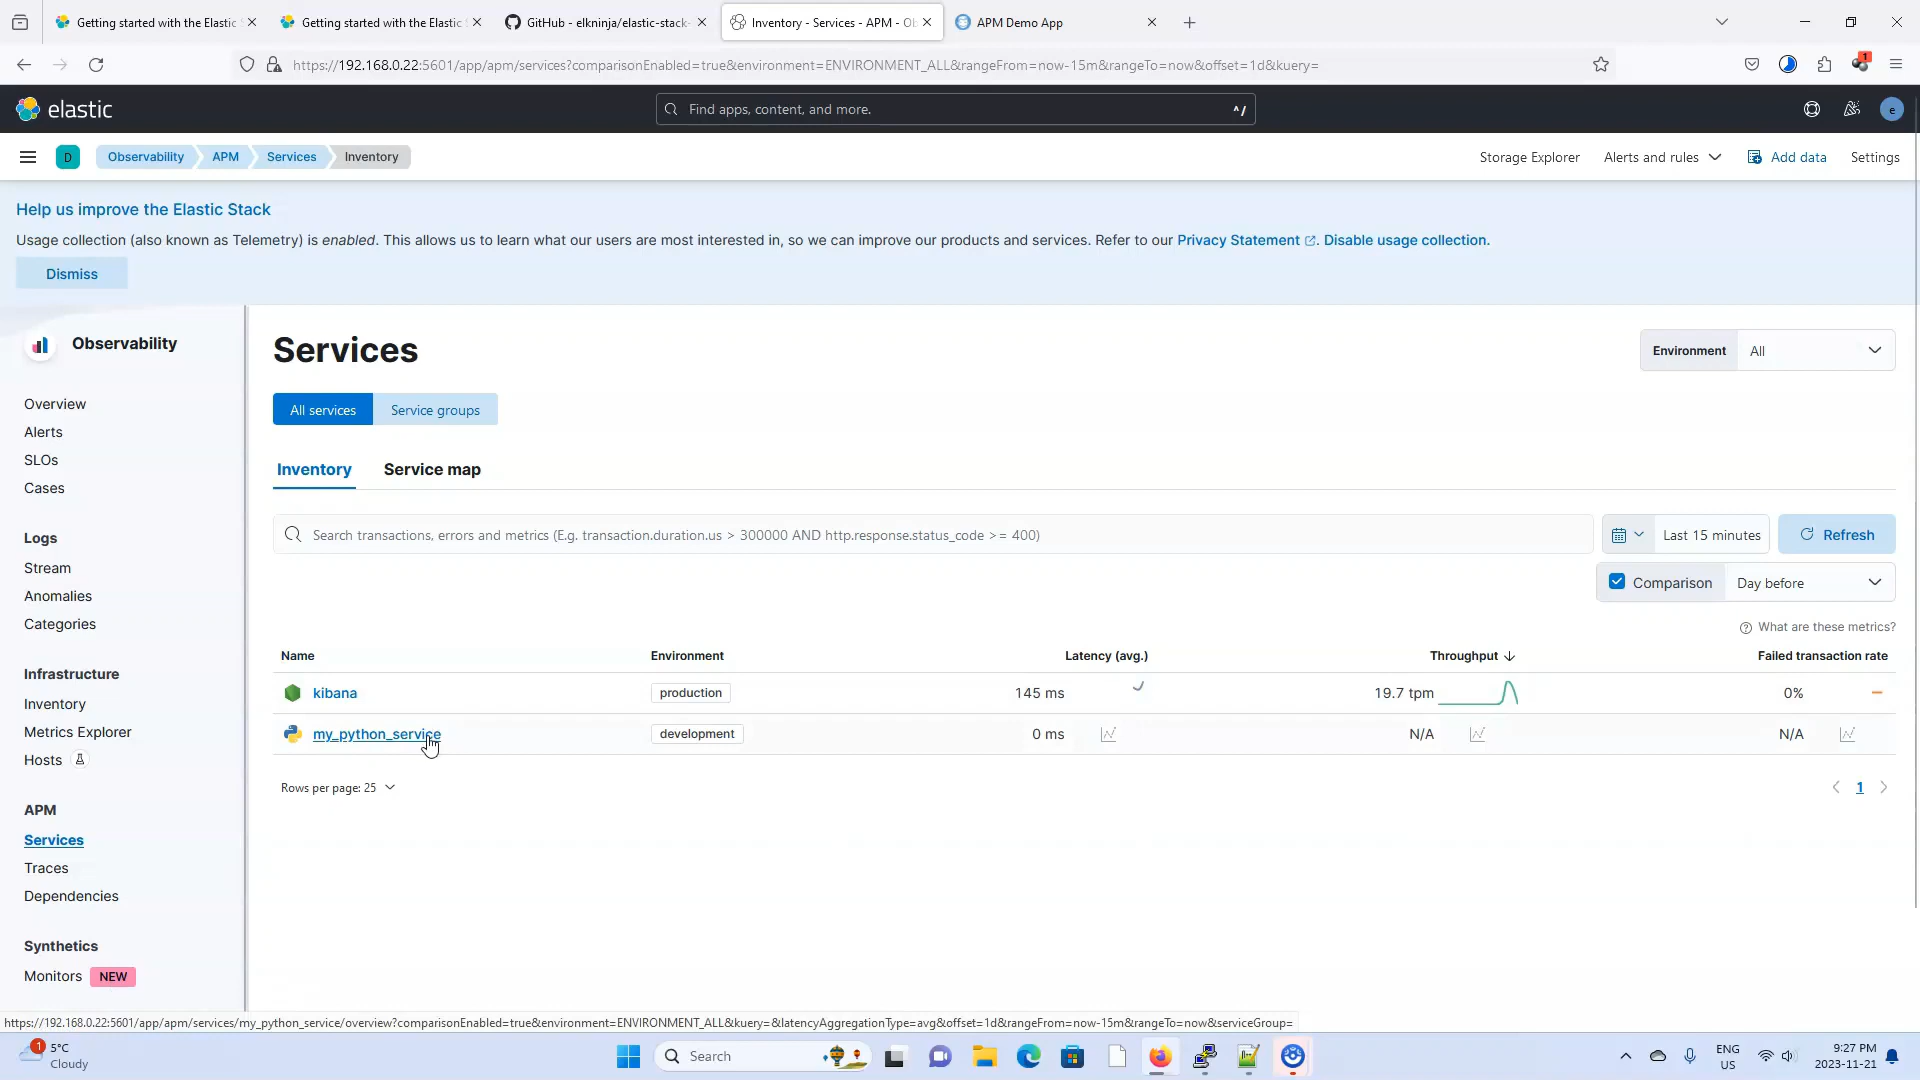 Getting started with the Elastic S
Getting started with the Elastic S
GitHub - elkninja/elastic-stack-
Inventory - Services - APM - Ob
APM Demo App
https://192.168.0.22:5601/app/apm/services?comparisonEnabled=true&environment=ENVIRONMENT_ALL&rangeFrom=now-15m&rangeTo=now&offset=1d&kuery=
1
elastic
Find apps, content, and more.
^/
e
D
Observability
APM
Services
Inventory
Storage Explorer
Alerts and rules
Add data
Settings
Help us improve the Elastic Stack
Usage collection (also known as Telemetry) is enabled. This allows us to learn what our users are most interested in, so we can improve our products and services. Refer to our Privacy Statement. Disable usage collection.
Dismiss
Observability
Overview
Alerts
SLOs
Cases
Logs
Stream
Anomalies
Categories
Infrastructure
Inventory
Metrics Explorer
Hosts
APM
Services
Traces
Dependencies
Synthetics
Monitors NEW
Services
Environment All
All services
Service groups
Inventory
Service map
Search transactions, errors and metrics (E.g. transaction.duration.us > 300000 AND http.response.status_code >= 400)
Last 15 minutes
Refresh
Comparison
Day before
What are these metrics?
Name Environment Latency (avg.) Throughput Failed transaction rate
kibana production 145 ms 19.7 tpm 0%
my_python_service development 0 ms N/A N/A
Rows per page: 25
1
https://192.168.0.22:5601/app/apm/services/my_python_service/overview?comparisonEnabled=true&environment=ENVIRONMENT_ALL&kuery=&latencyAggregationType=avg&offset=1d&rangeFrom=now-15m&rangeTo=now&serviceGroup=
1
5°C
Cloudy
Search
ENG
US
9:27 PM
2023-11-21